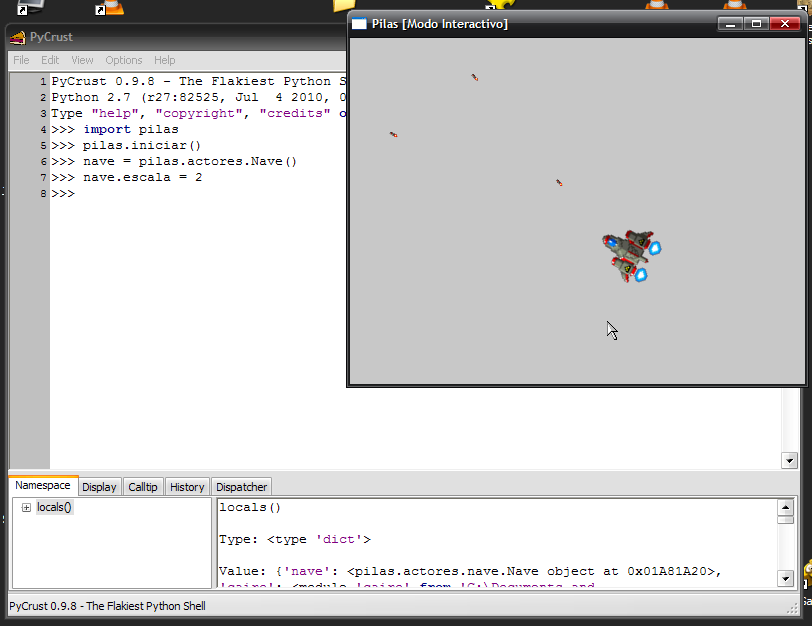 Pilas [Modo Interactivo]
PyCrust
File Edit View Options Help
1 PyCrust 0.9.8 - The Flakiest Python S
2 Python 2.7 (r27:82525, Jul  4 2010, 0
3 Type "help", "copyright", "credits" o
4 >>> import pilas
5 >>> pilas.iniciar()
6 >>> nave = pilas.actores.Nave()
7 >>> nave.escala = 2
8 >>>
Namespace Display Calltip History Dispatcher
locals()
locals()
Type: <type 'dict'>
Value: {'nave': <pilas.actores.nave.Nave object at 0x01A81A20>,
PyCrust 0.9.8 - The Flakiest Python Shell